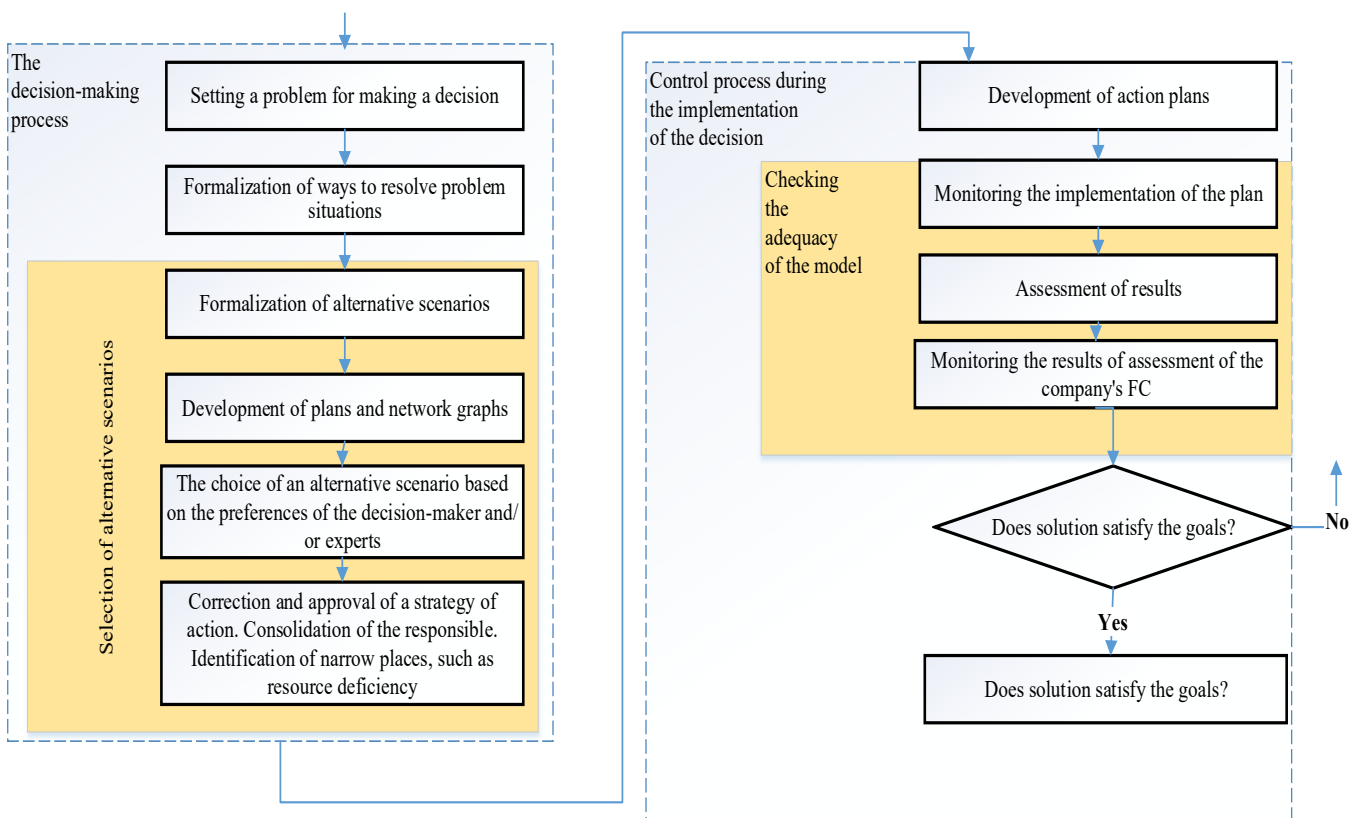 The
decision-making
process
Setting a problem for making a decision
Formalization of ways to resolve problem
situations
Selection of alternative scenarios
Formalization of alternative scenarios
Development of plans and network graphs
The choice of an alternative scenario based
on the preferences of the decision-maker and/
or experts
Correction and approval of a strategy of
action. Consolidation of the responsible.
Identification of narrow places, such as
resource deficiency
Control process during
the implementation
of the decision
Development of action plans
Checking
the
adequacy
of the model
Monitoring the implementation of the plan
Assessment of results
Monitoring the results of assessment of the
company's FC
Does solution satisfy the goals?
No
Yes
Does solution satisfy the goals?